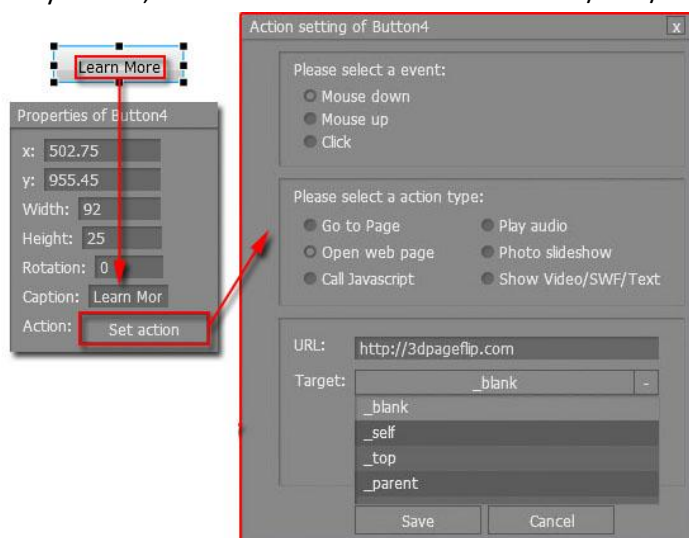 Learn More
Properties of Button4
x: 502.75
y: 955.45
Width: 92
Height: 25
Rotation: 0
Caption: Learn Mor
Action: Set action
Action setting of Button4 x
Please select a event:
Mouse down
Mouse up
Click
Please select a action type:
Go to Page Play audio
Open web page Photo slideshow
Call Javascript Show Video/SWF/Text
URL: http://3dpageflip.com
Target: _blank -
_blank
_self
_top
_parent
Save Cancel